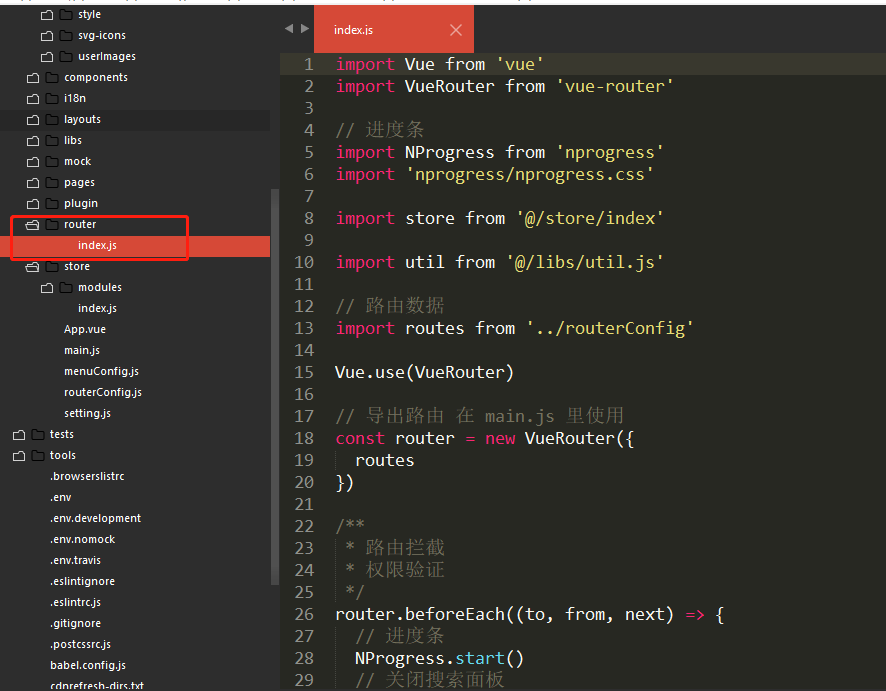 style
svg-icons
userImages
components
i18n
layouts
libs
mock
pages
plugin
router
index.js
store
modules
index.js
App.vue
main.js
menuConfig.js
routerConfig.js
setting.js
tests
tools
.browserslistrc
.env
.env.development
.env.nomock
.env.travis
.eslintignore
.eslintrc.js
.gitignore
.postcssrc.js
babel.config.js
cdnrefresh-dirs.txt
index.js
1 import Vue from 'vue'
2 import VueRouter from 'vue-router'
3
4 // 进度条
5 import NProgress from 'nprogress'
6 import 'nprogress/nprogress.css'
7
8 import store from '@/store/index'
9
10 import util from '@/libs/util.js'
11
12 // 路由数据
13 import routes from '../routerConfig'
14
15 Vue.use(VueRouter)
16
17 // 导出路由 在 main.js 里使用
18 const router = new VueRouter({
19 routes
20 })
21
22 /**
23 * 路由拦截
24 * 权限验证
25 */
26 router.beforeEach((to, from, next) => {
27 // 进度条
28 NProgress.start()
29 // 关闭搜索面板